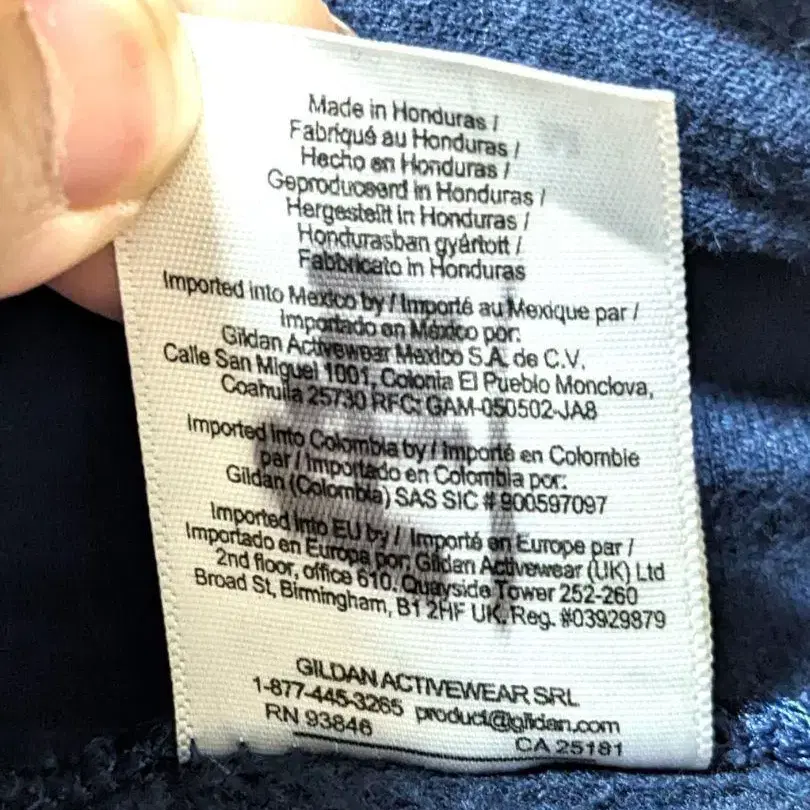 Made in Honduras /
Fabriqué au Honduras /
Hecho en Honduras /
Geproduceerd in Honduras /
Hergestellt in Honduras /
Hondurasban gyártott /
Fabbricato in Honduras
Imported into Mexico by / Importé au Mexique par /
Importado en México por:
Gildan Activewear Mexico S.A. de C.V.
Calle San Miguel 1001, Colonia El Pueblo Monclova,
Coahuila 25730 RFC: GAM-050502-JA8
Imported into Colombia by / Importé en Colombie
par / Importado en Colombia por:
Gildan (Colombia) SAS SIC # 900597097
Imported into EU by / Importé en Europe par /
Importado en Europa por: Gildan Activewear (UK) Ltd
2nd floor, office 610. Quayside Tower 252-260
Broad St, Birmingham, B1 2HF UK. Reg. #03929879
GILDAN ACTIVEWEAR SRL
1-877-445-3265 product@gildan.com
RN 93846 CA 25181